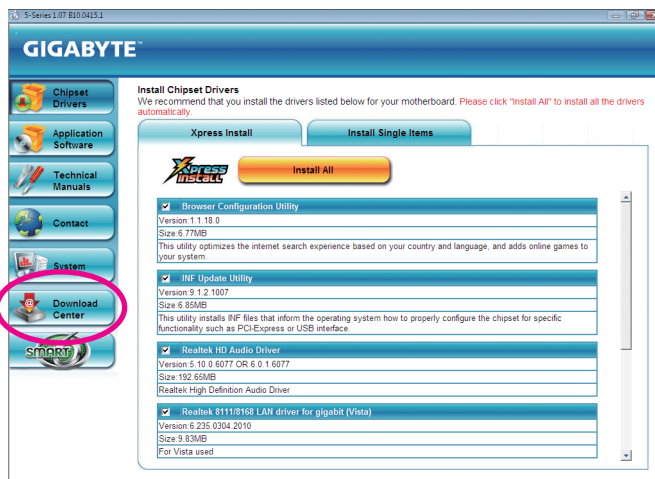 5-Series 1.07 B10.0415.1
GIGABYTE™
Chipset
Drivers
Application
Software
Technical
Manuals
Contact
System
Download
Center
SMART
Install Chipset Drivers
We recommend that you install the drivers listed below for your motherboard. Please click "Install All" to install all the drivers
automatically.
Xpress Install
Install Single Items
Xpress
INSTALL
Install All
Browser Configuration Utility
Version:1.1.18.0
Size:6.77MB
This utility optimizes the internet search experience based on your country and language, and adds online games to
your system.
INF Update Utility
Version:9.1.2.1007
Size:6.85MB
This utility installs INF files that inform the operating system how to properly configure the chipset for specific
functionality such as PCI-Express or USB interface.
Realtek HD Audio Driver
Version:5.10.0.6077 OR 6.0.1.6077
Size:192.65MB
Realtek High Definition Audio Driver
Realtek 8111/8168 LAN driver for gigabit (Vista)
Version:6.235.0304.2010
Size:9.83MB
For Vista used